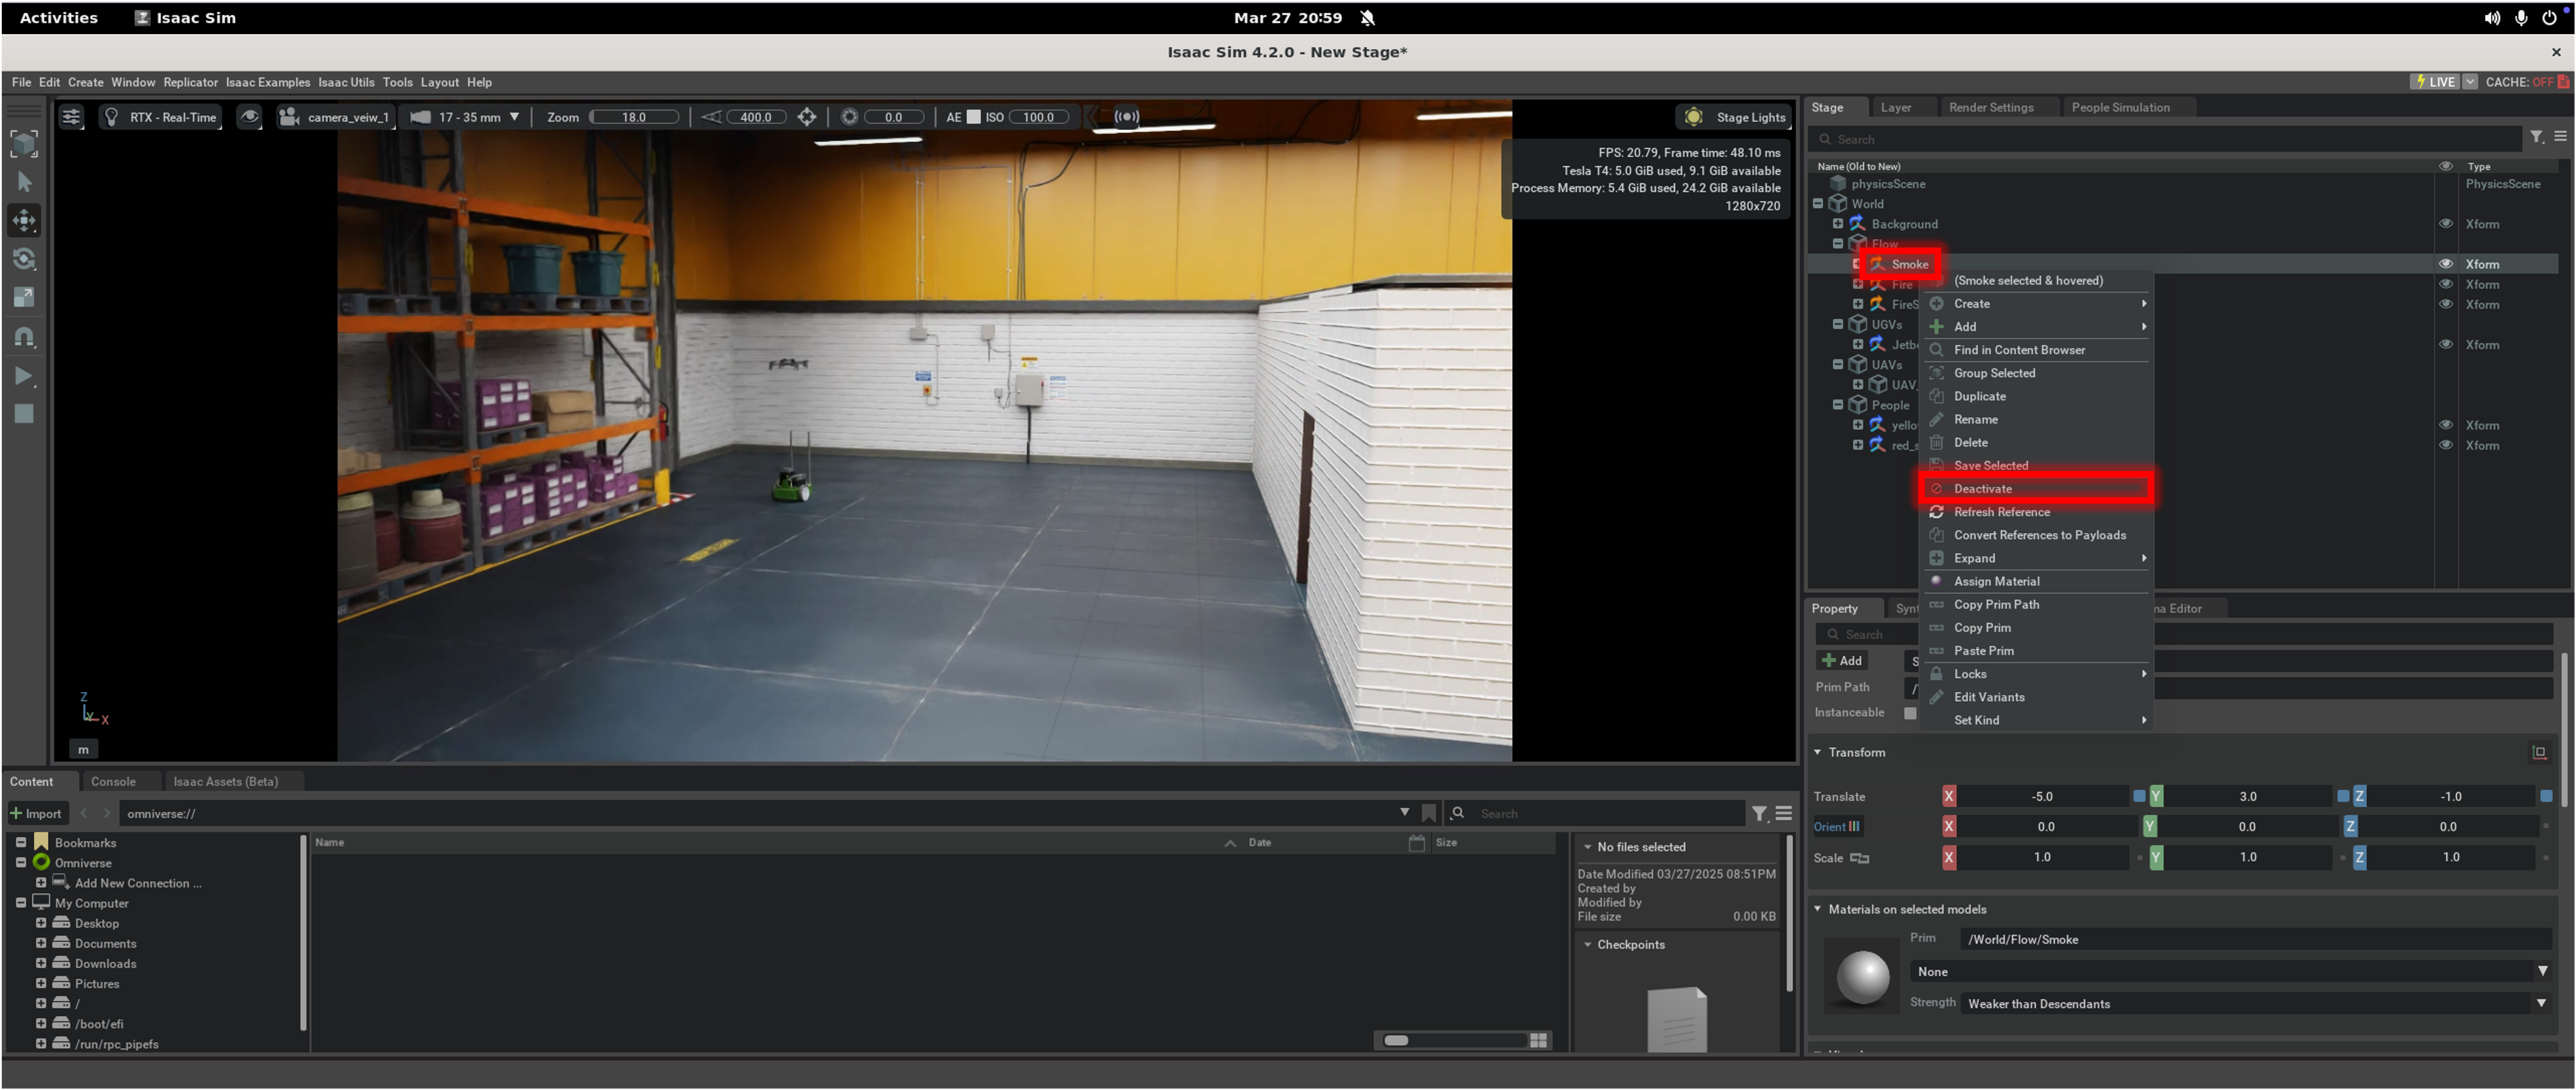 Activities Isaac Sim Mar 27 20:59
Isaac Sim 4.2.0 - New Stage*
File Edit Create Window Replicator Isaac Examples Isaac Utils Tools Layout Help LIVE CACHE: OFF
RTX - Real-Time camera_veiw_1 17 - 35 mm Zoom 18.0 400.0 0.0 AE ISO 100.0 Stage Lights
FPS: 20.79, Frame time: 48.10 ms
Tesla T4: 5.0 GiB used, 9.1 GiB available
Process Memory: 5.4 GiB used, 24.2 GiB available
1280x720
Z
Y
X
m
Stage Layer Render Settings People Simulation
Search
Name (Old to New) Type
physicsScene PhysicsScene
World
Background Xform
Flow
Smoke Xform
Fire Xform
FireS Xform
UGVs
Jetb Xform
UAVs
UAV_
People
yello Xform
red_s Xform
(Smoke selected & hovered)
Create
Add
Find in Content Browser
Group Selected
Duplicate
Rename
Delete
Save Selected
Deactivate
Refresh Reference
Convert References to Payloads
Expand
Assign Material
Copy Prim Path
Copy Prim
Paste Prim
Locks
Edit Variants
Set Kind
Property Synt ma Editor
Search
Add S
Prim Path /
Instanceable
Transform
Translate X -5.0 Y 3.0 Z -1.0
Orient X 0.0 Y 0.0 Z 0.0
Scale X 1.0 Y 1.0 Z 1.0
Materials on selected models
Prim /World/Flow/Smoke
None
Strength Weaker than Descendants
Content Console Isaac Assets (Beta)
Import omniverse:// Search
Bookmarks
Omniverse
Add New Connection ...
My Computer
Desktop
Documents
Downloads
Pictures
/
/boot/efi
/run/rpc_pipefs
Name Date Size
No files selected
Date Modified 03/27/2025 08:51PM
Created by
Modified by
File size 0.00 KB
Checkpoints